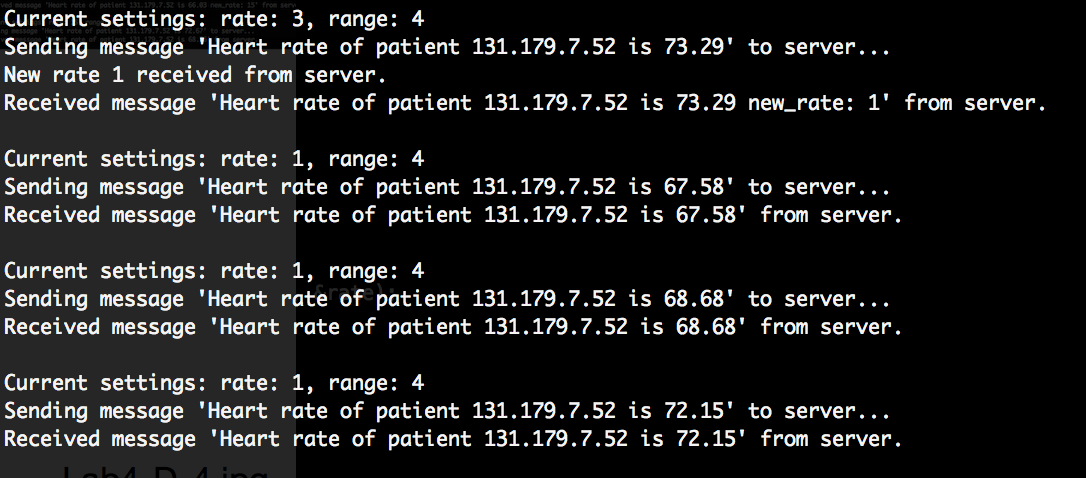 Current settings: rate: 3, range: 4
Sending message 'Heart rate of patient 131.179.7.52 is 73.29' to server...
New rate 1 received from server.
Received message 'Heart rate of patient 131.179.7.52 is 73.29 new_rate: 1' from server.
Current settings: rate: 1, range: 4
Sending message 'Heart rate of patient 131.179.7.52 is 67.58' to server...
Received message 'Heart rate of patient 131.179.7.52 is 67.58' from server.
Current settings: rate: 1, range: 4
&rate);
Sending message 'Heart rate of patient 131.179.7.52 is 68.68' to server...
Received message 'Heart rate of patient 131.179.7.52 is 68.68' from server.
Current settings: rate: 1, range: 4
Sending message 'Heart rate of patient 131.179.7.52 is 72.15' to server...
Received message 'Heart rate of patient 131.179.7.52 is 72.15' from server.